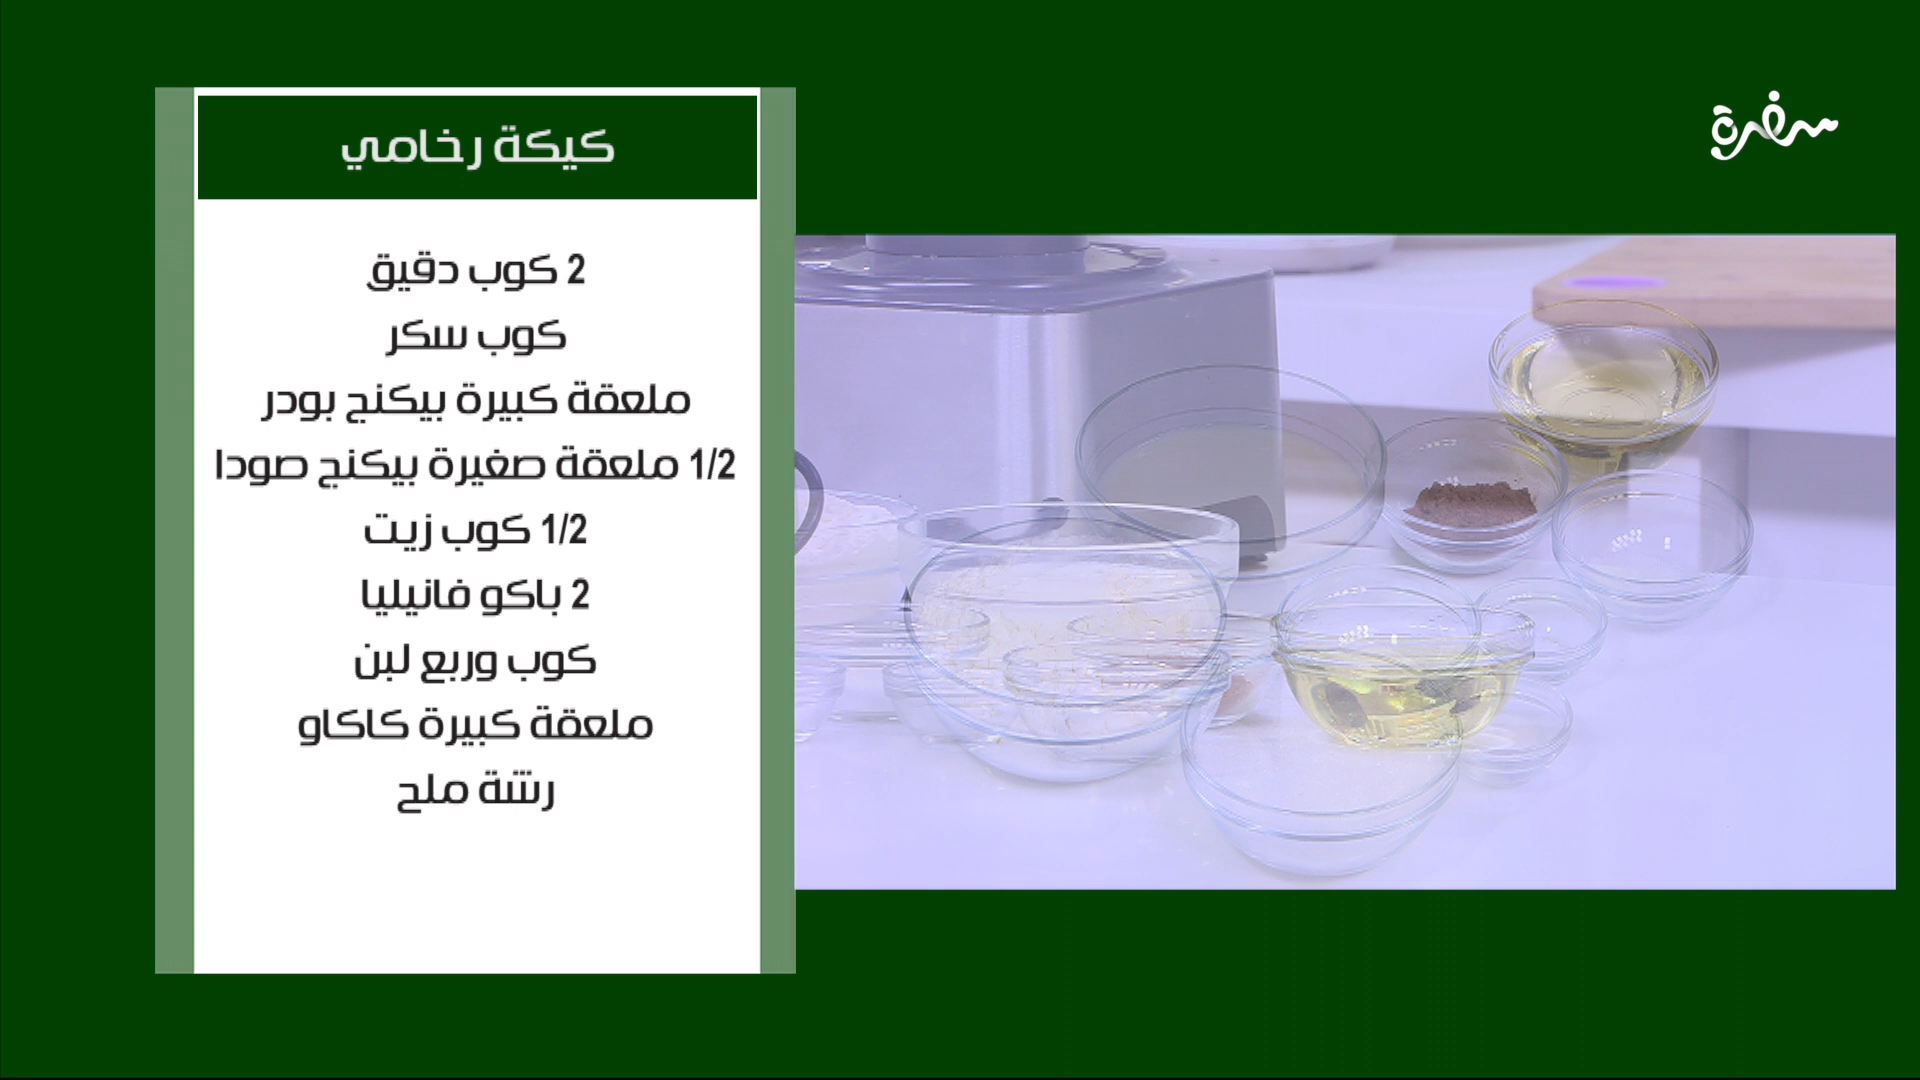 سفرة
كيكة رخامي
2 كوب دقيق
كوب سكر
ملعقة كبيرة بيكنج بودر
1/2 ملعقة صغيرة بيكنج صودا
1/2 كوب زيت
2 باكو فانيليا
كوب وربع لبن
ملعقة كبيرة كاكاو
رشة ملح